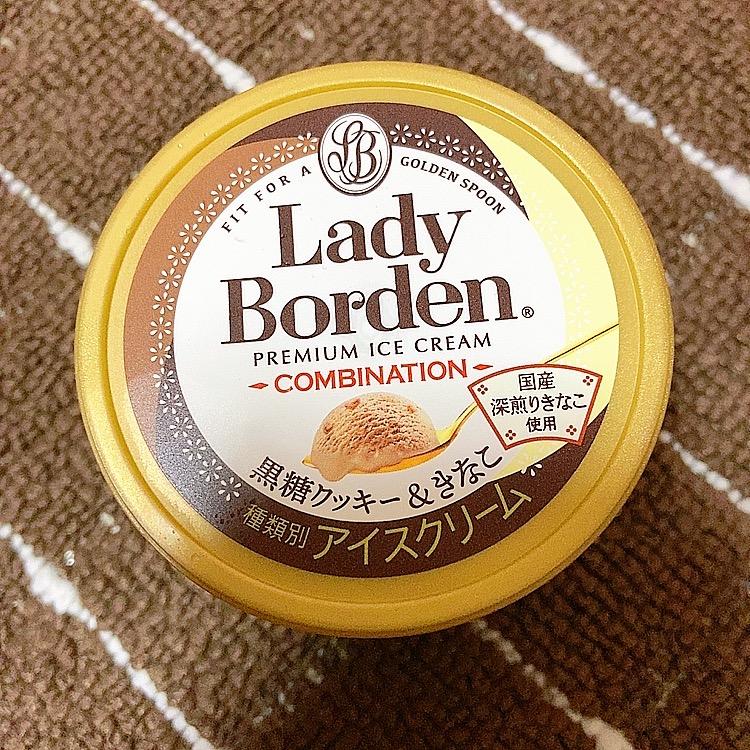 LB
FIT FOR A GOLDEN SPOON
Lady
Borden®
PREMIUM ICE CREAM
COMBINATION
国産
深煎りきなこ
使用
黒糖クッキー&きなこ
種類別 アイスクリーム